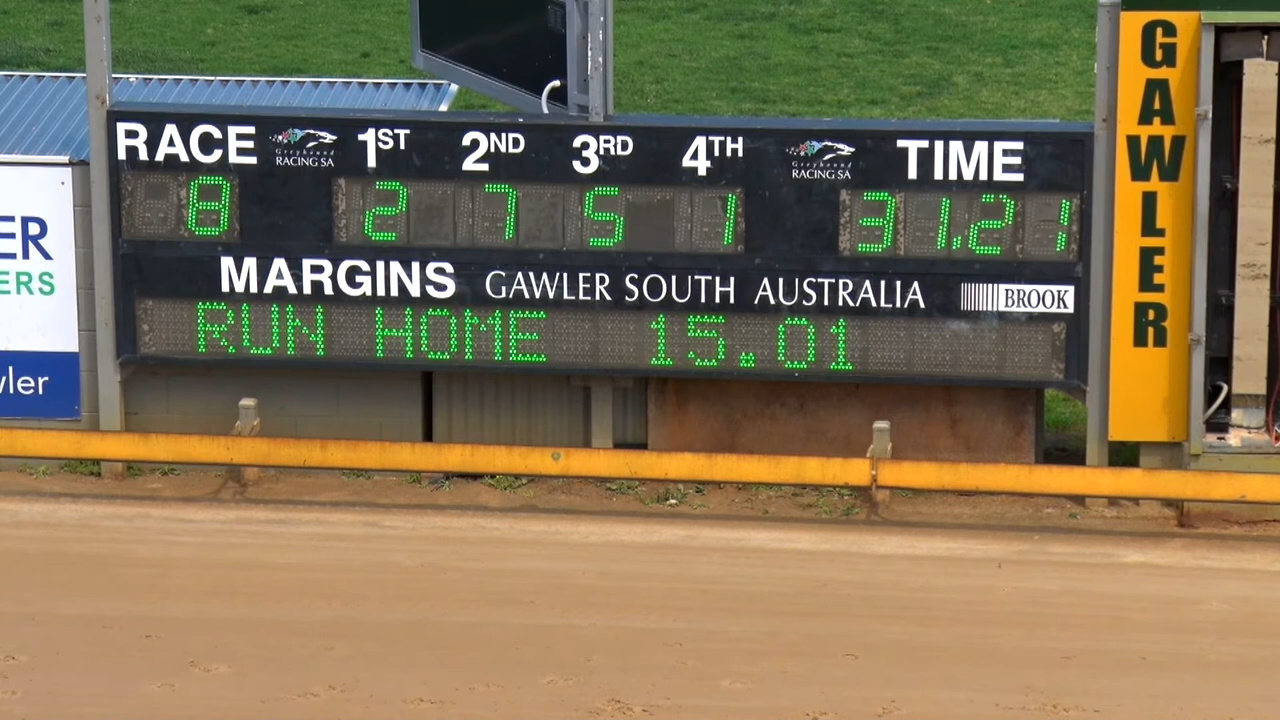 RACE Greyhound RACING SA 1ST 2ND 3RD 4TH Greyhound RACING SA TIME
8 2 7 5 1 31.21
MARGINS GAWLER SOUTH AUSTRALIA BROOK
RUN HOME 15.01
GAWLER
ER
ERS
wler